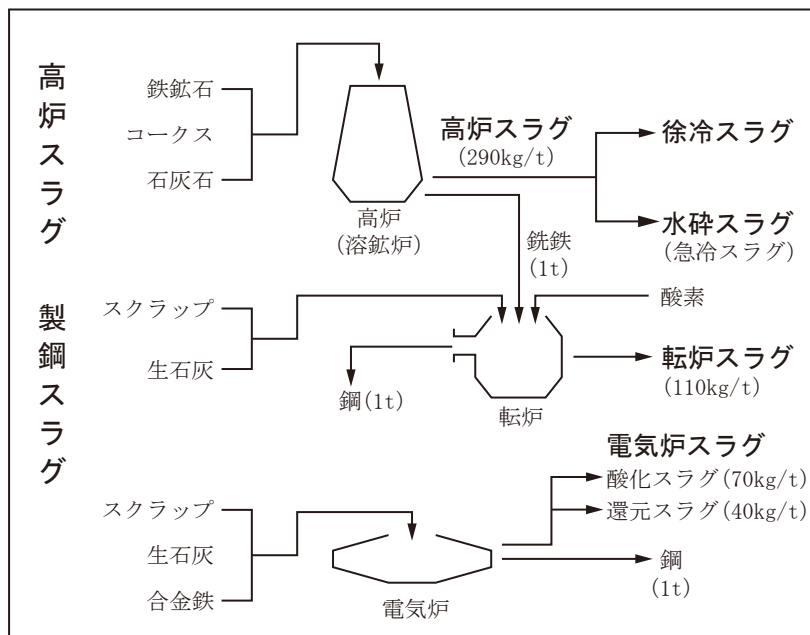 高炉スラグ
鉄鉱石
コークス
石灰石
高炉
(溶鉱炉)
高炉スラグ
(290kg/t)
徐冷スラグ
水砕スラグ
(急冷スラグ)
銑鉄
(1t)
製鋼スラグ
スクラップ
生石灰
酸素
鋼(1t)
転炉
転炉スラグ
(110kg/t)
スクラップ
生石灰
合金鉄
電気炉
電気炉スラグ
酸化スラグ(70kg/t)
還元スラグ(40kg/t)
鋼
(1t)